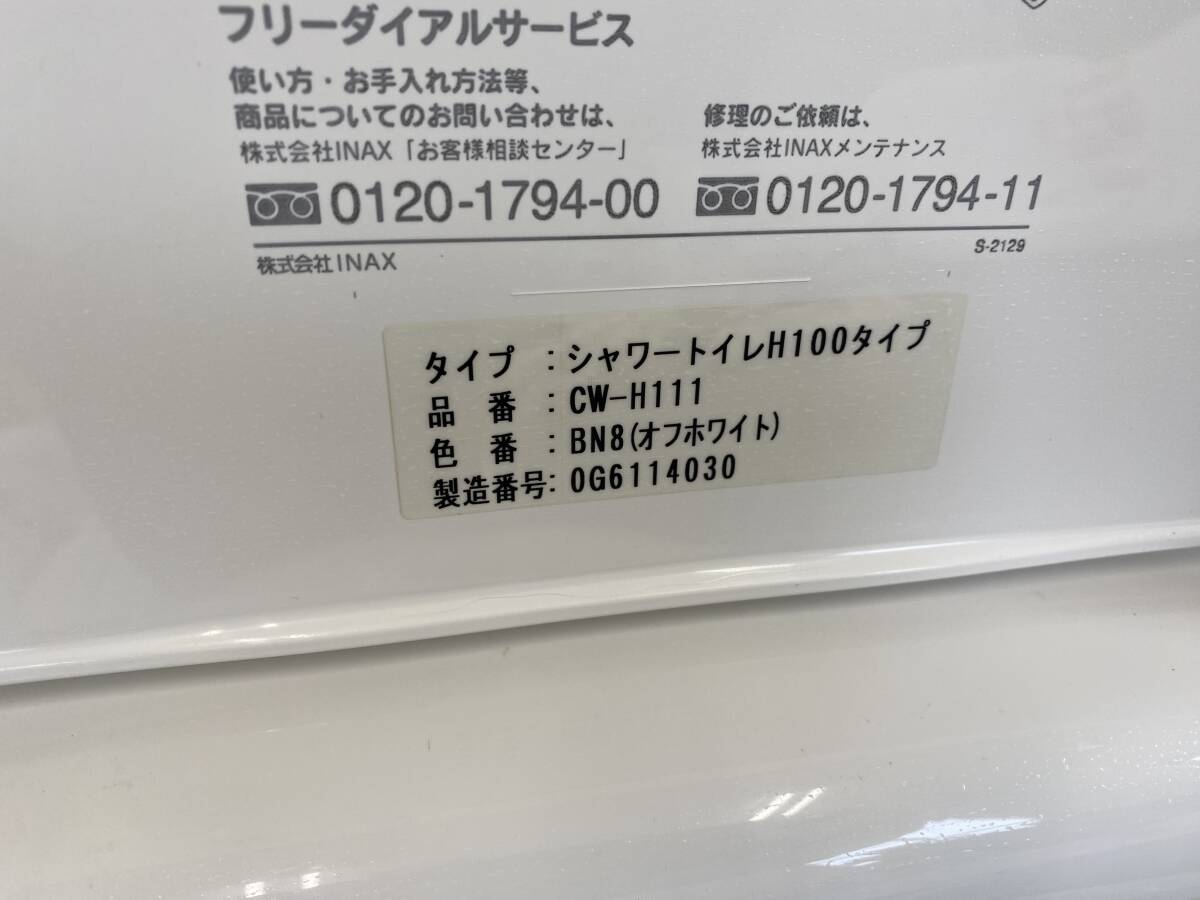 フリーダイアルサービス
使い方・お手入れ方法等、
商品についてのお問い合わせは、
株式会社INAX「お客様相談センター」
0120-1794-00
修理のご依頼は、
株式会社INAXメンテナンス
0120-1794-11
株式会社INAX
S-2129
タイプ:シャワートイレH100タイプ
品番:CW-H111
色番:BN8(オフホワイト)
製造番号:0G6114030